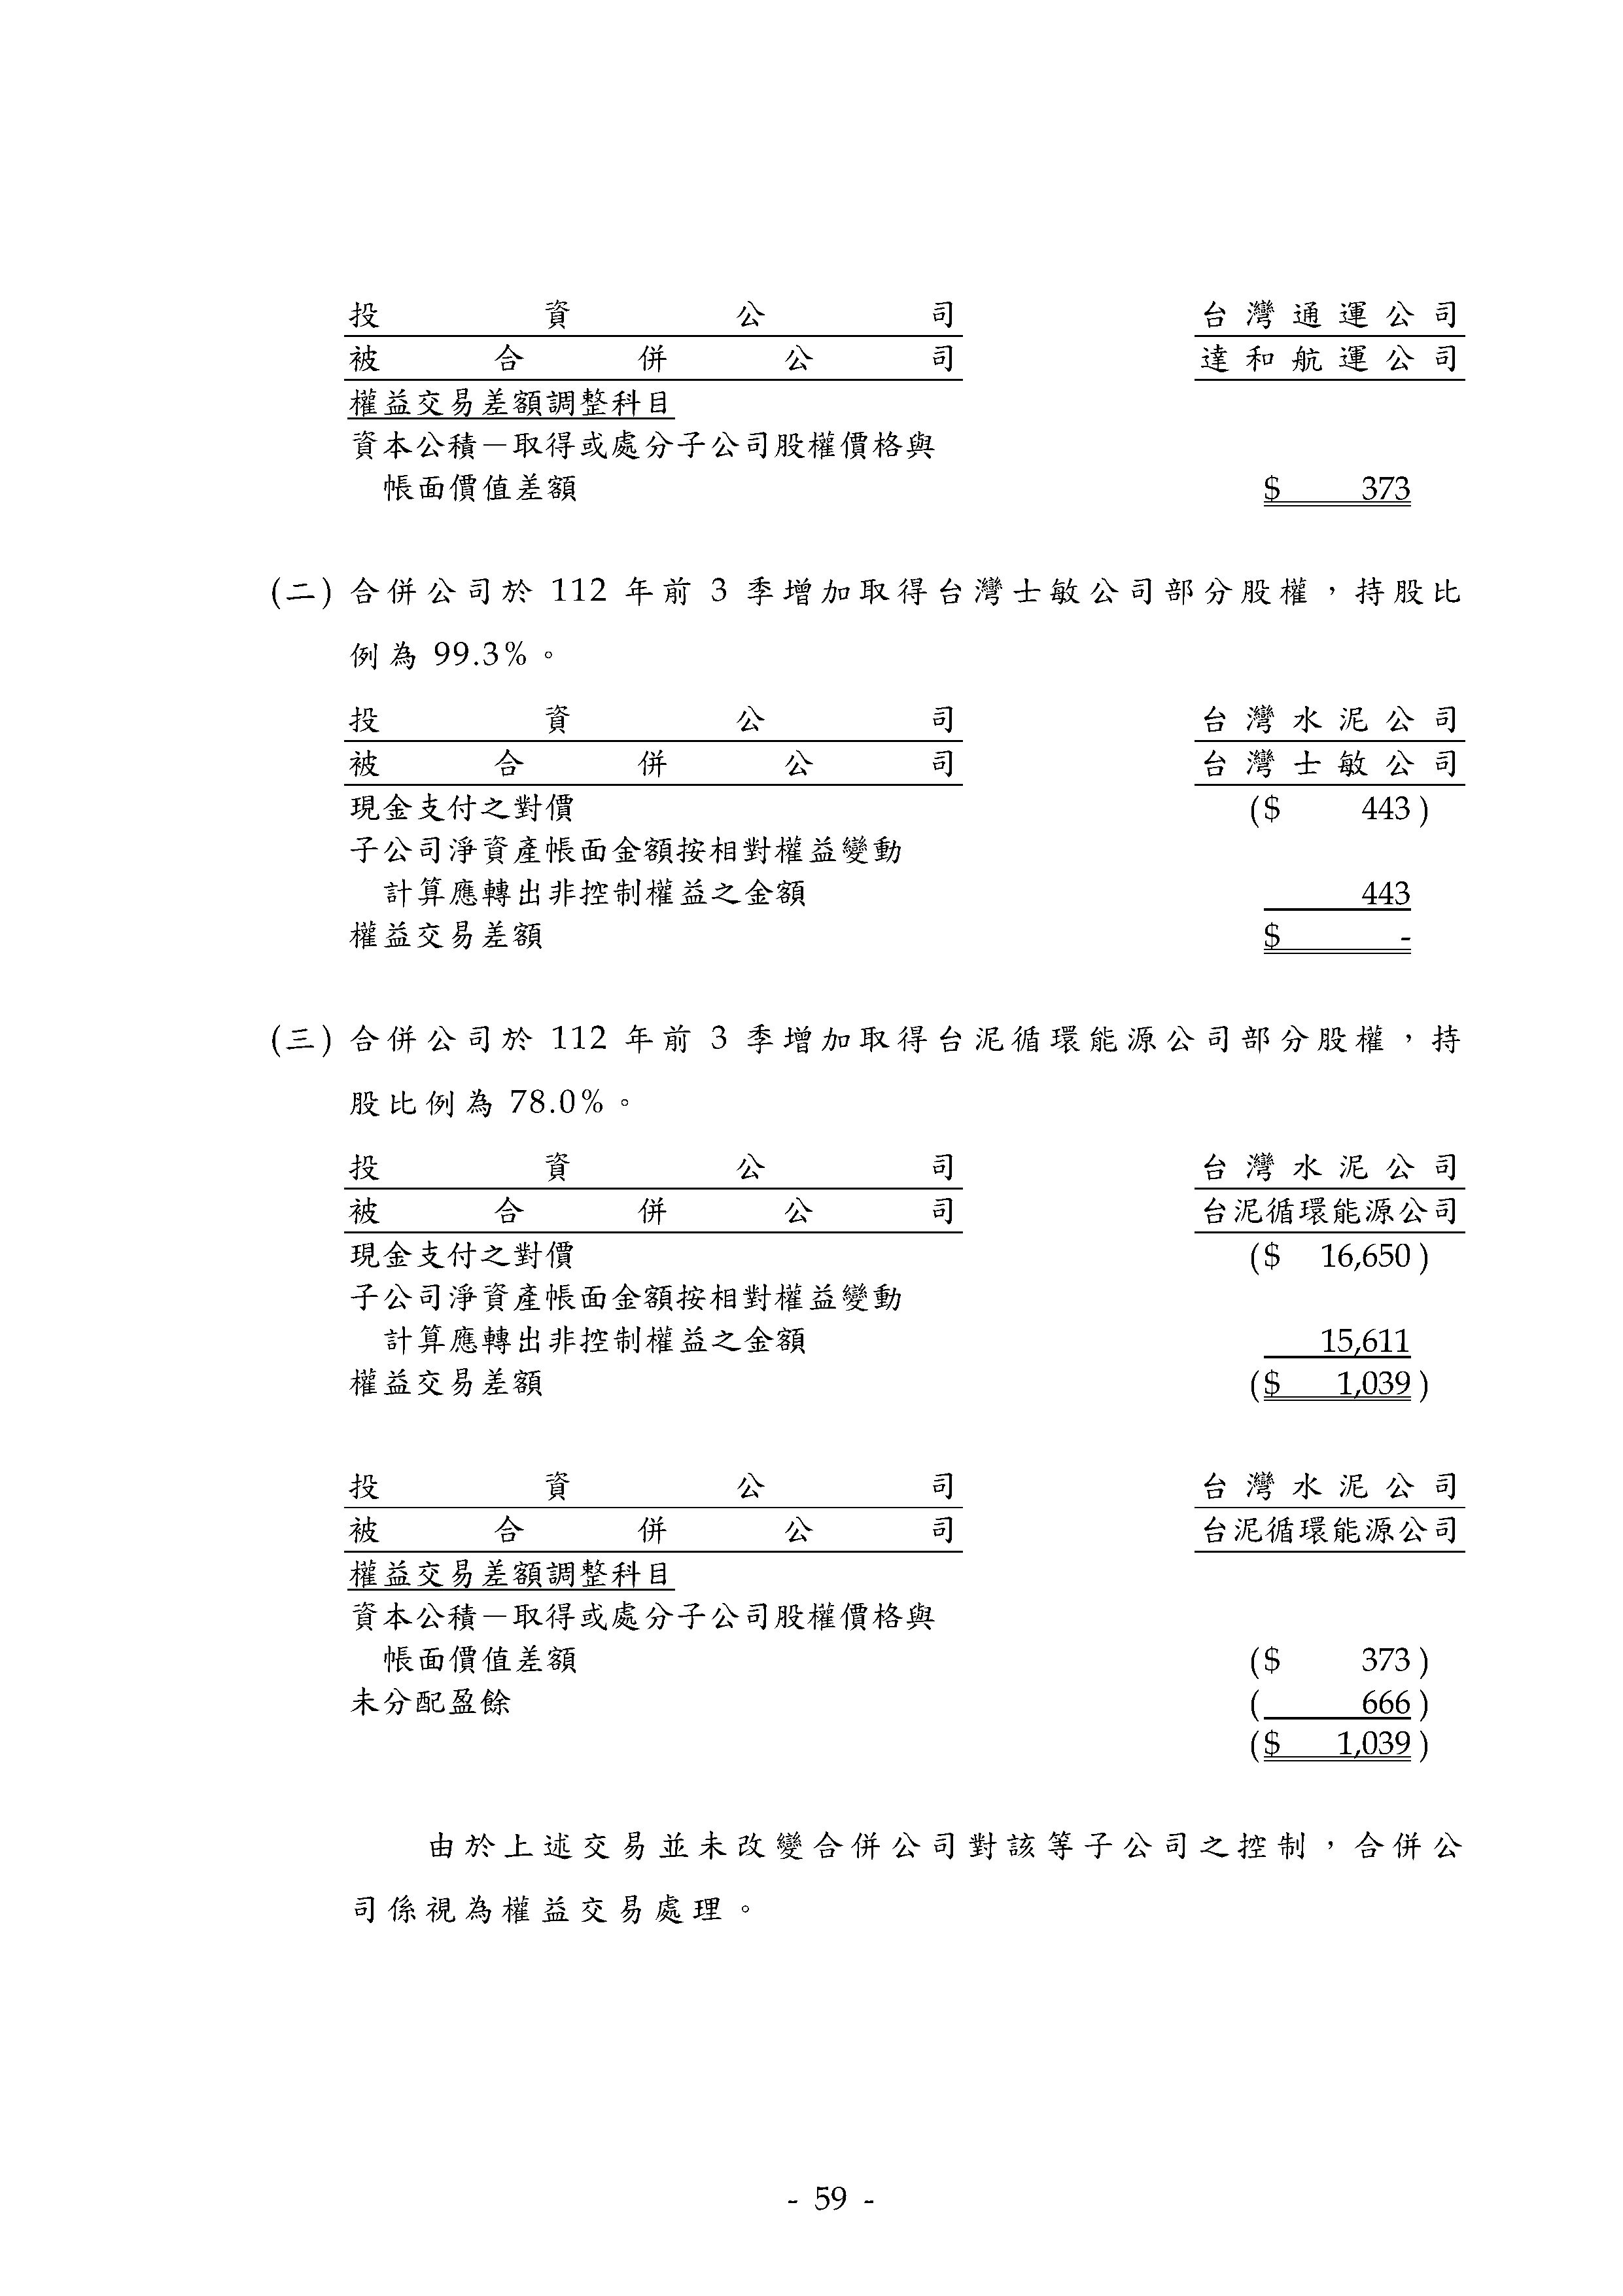 投資公司 台灣通運公司
被合併公司 達和航運公司
權益交易差額調整科目
資本公積－取得或處分子公司股權價格與
帳面價值差額 $ 373
(二) 合併公司於 112 年前 3 季增加取得台灣士敏公司部分股權，持股比
例為 99.3%。
投資公司 台灣水泥公司
被合併公司 台灣士敏公司
現金支付之對價 ($ 443)
子公司淨資產帳面金額按相對權益變動
計算應轉出非控制權益之金額 443
權益交易差額 $ -
(三) 合併公司於 112 年前 3 季增加取得台泥循環能源公司部分股權，持
股比例為 78.0%。
投資公司 台灣水泥公司
被合併公司 台泥循環能源公司
現金支付之對價 ($ 16,650)
子公司淨資產帳面金額按相對權益變動
計算應轉出非控制權益之金額 15,611
權益交易差額 ($ 1,039)
投資公司 台灣水泥公司
被合併公司 台泥循環能源公司
權益交易差額調整科目
資本公積－取得或處分子公司股權價格與
帳面價值差額 ($ 373)
未分配盈餘 ( 666)
($ 1,039)
由於上述交易並未改變合併公司對該等子公司之控制，合併公
司係視為權益交易處理。
- 59 -